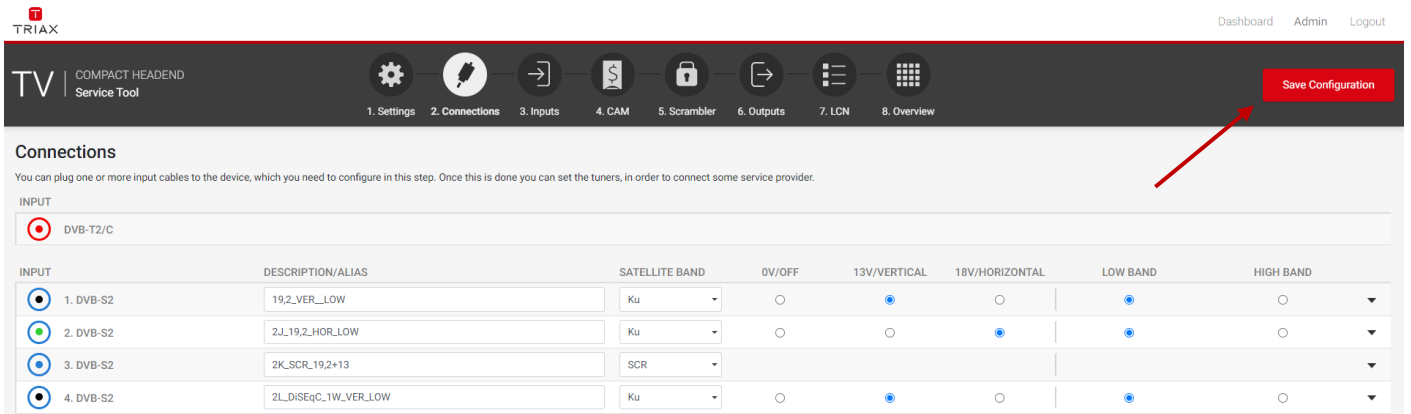 TRIAX
Dashboard Admin Logout
TV COMPACT HEADEND
Service Tool
1. Settings 2. Connections 3. Inputs 4. CAM 5. Scrambler 6. Outputs 7. LCN 8. Overview
Save Configuration
Connections
You can plug one or more input cables to the device, which you need to configure in this step. Once this is done you can set the tuners, in order to connect some service provider.
INPUT
DVB-T2/C
INPUT DESCRIPTION/ALIAS SATELLITE BAND 0V/OFF 13V/VERTICAL 18V/HORIZONTAL LOW BAND HIGH BAND
1. DVB-S2 19,2_VER__LOW Ku
2. DVB-S2 2J_19,2_HOR_LOW Ku
3. DVB-S2 2K_SCR_19,2+13 SCR
4. DVB-S2 2L_DiSEqC_1W_VER_LOW Ku